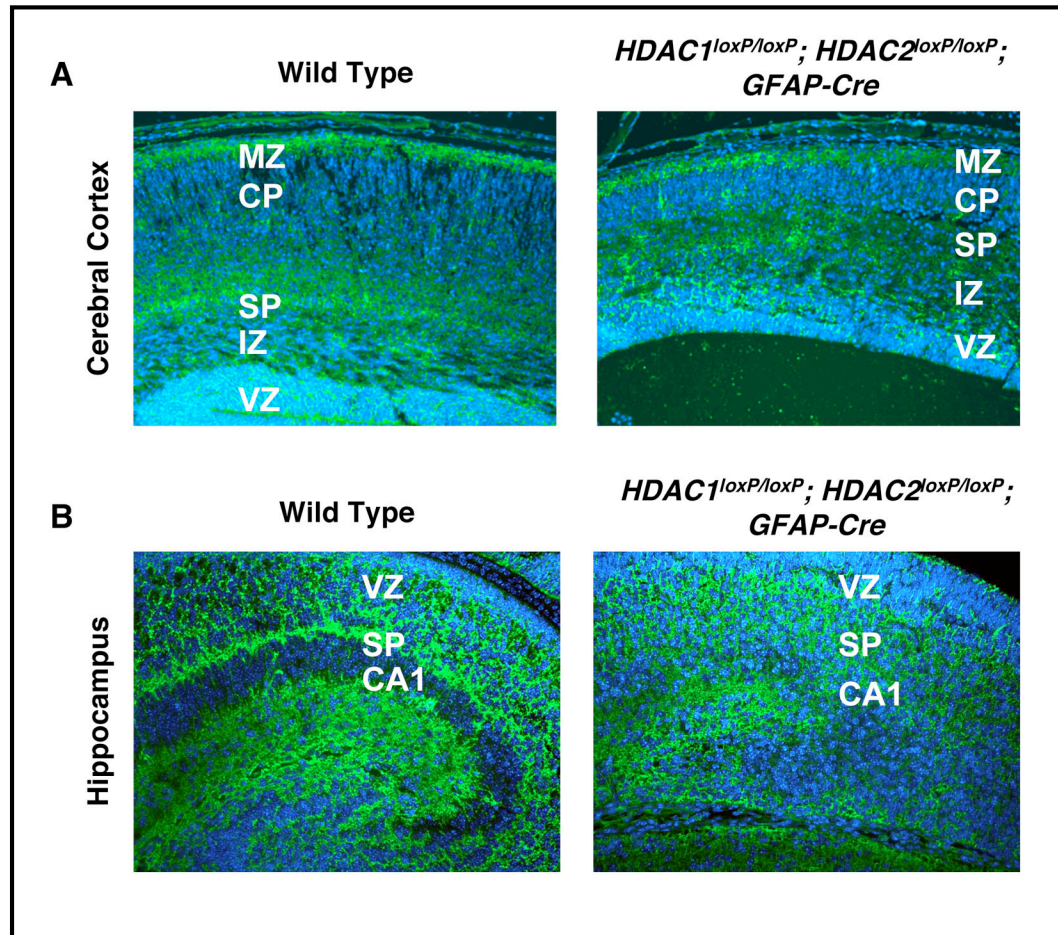 A
Wild Type
HDAC1loxP/loxP; HDAC2loxP/loxP;
GFAP-Cre
Cerebral Cortex
MZ
CP
SP
IZ
VZ
MZ
CP
SP
IZ
VZ
B
Wild Type
HDAC1loxP/loxP; HDAC2loxP/loxP;
GFAP-Cre
Hippocampus
VZ
SP
CA1
VZ
SP
CA1